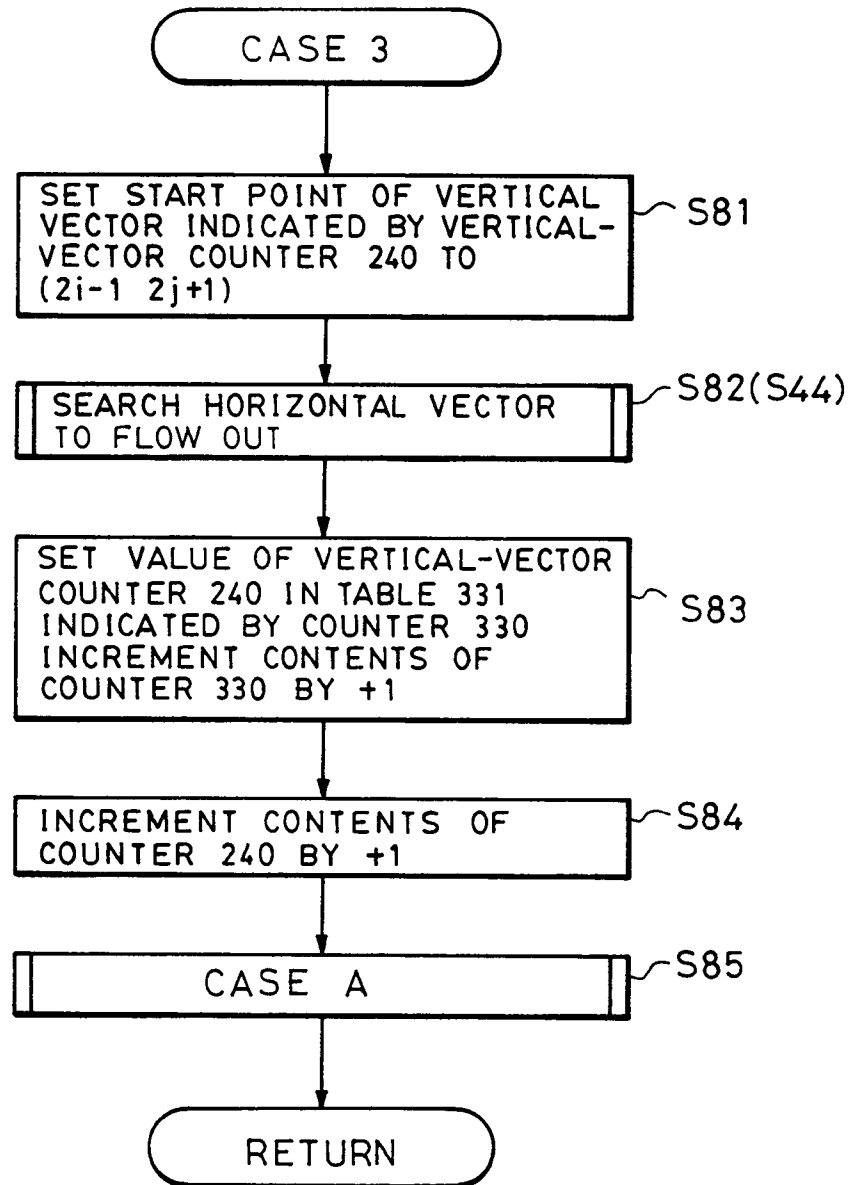 CASE 3
SET START POINT OF VERTICAL
VECTOR INDICATED BY VERTICAL-
VECTOR COUNTER 240 TO
(2i-1 2j+1)
S81
SEARCH HORIZONTAL VECTOR
TO FLOW OUT
S82(S44)
SET VALUE OF VERTICAL-VECTOR
COUNTER 240 IN TABLE 331
INDICATED BY COUNTER 330
INCREMENT CONTENTS OF
COUNTER 330 BY +1
S83
INCREMENT CONTENTS OF
COUNTER 240 BY +1
S84
CASE A
S85
RETURN